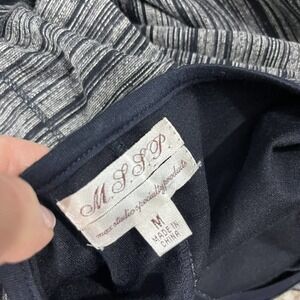 M.S.S.P.
max studio specialty products
M
MADE IN
CHINA